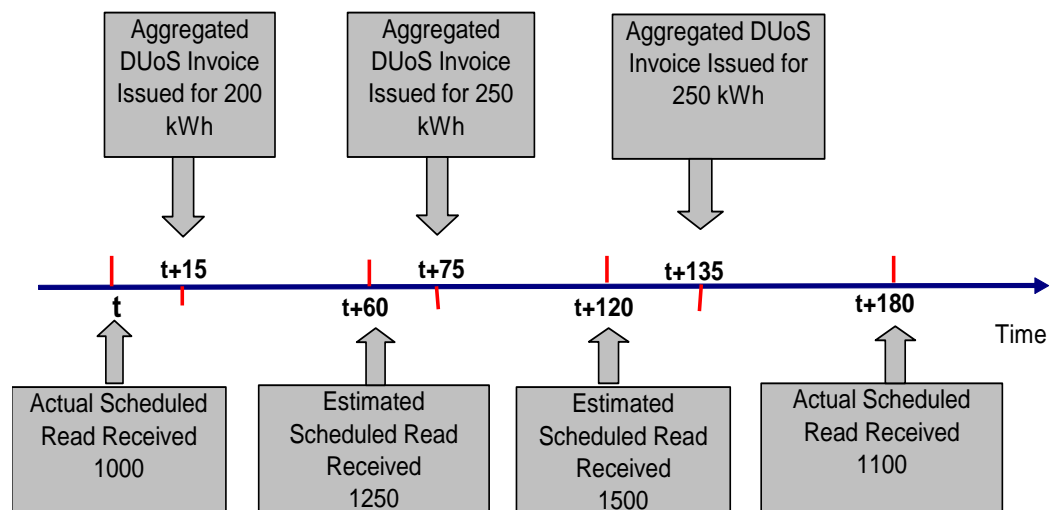 Aggregated
DUoS Invoice
Issued for 200
kWh
Aggregated
DUoS Invoice
Issued for 250
kWh
Aggregated DUoS
Invoice Issued for
250 kWh
t+15
t+75
t+135
t
t+60
t+120
t+180
Time
Actual Scheduled
Read Received
1000
Estimated
Scheduled Read
Received
1250
Estimated
Scheduled Read
Received
1500
Actual Scheduled
Read Received
1100